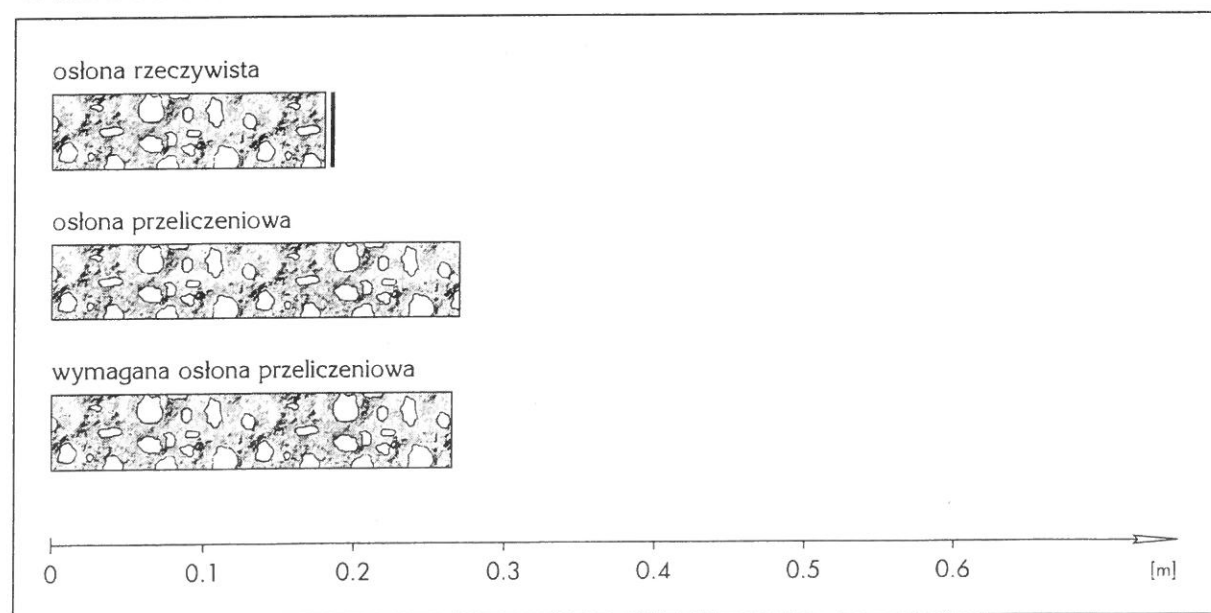 osłona rzeczywista
osłona przeliczeniowa
wymagana osłona przeliczeniowa
0 0.1 0.2 0.3 0.4 0.5 0.6 [m]